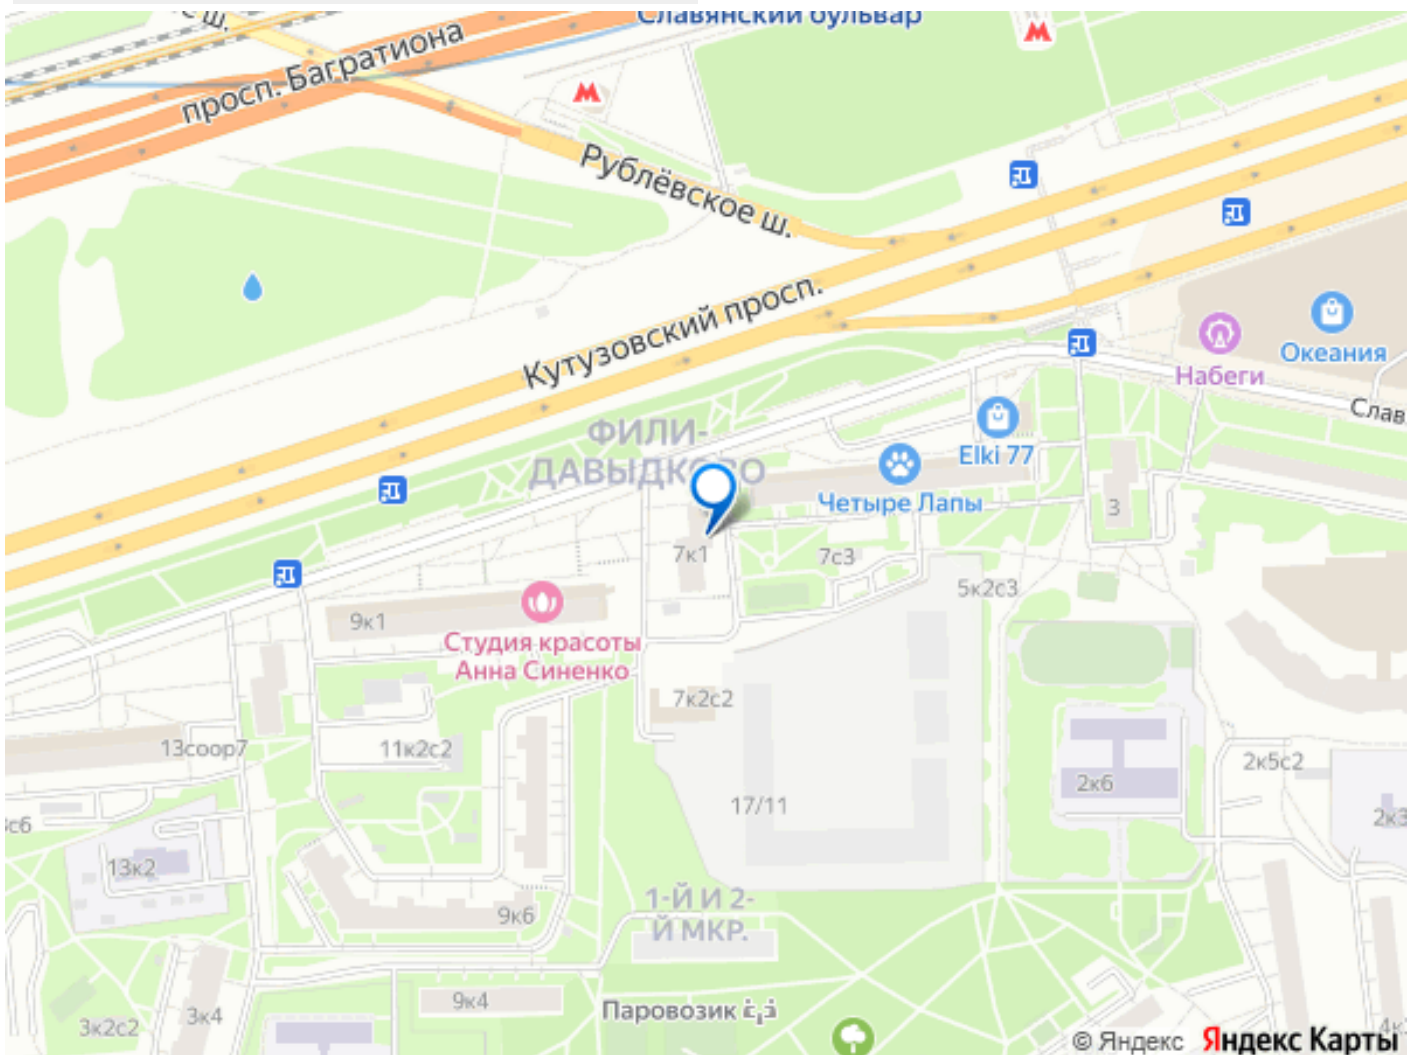 Славянский бульвар
просп. Багратиона
Рублёвское ш.
Кутузовский просп.
Океания
Набеги
Слав
ФИЛИ-
ДАВЫДКОВО
Elki 77
Четыре Лапы
3
7к1
7с3
5к2с3
9к1
Студия красоты
Анна Синенко
7к2с2
13соор7
11к2с2
2к5с2
2к6
17/11
2к3
13к2
1-Й И 2-
Й МКР.
9к6
9к4
Паровозик
3к4
3к2с2
© Яндекс Яндекс Карты